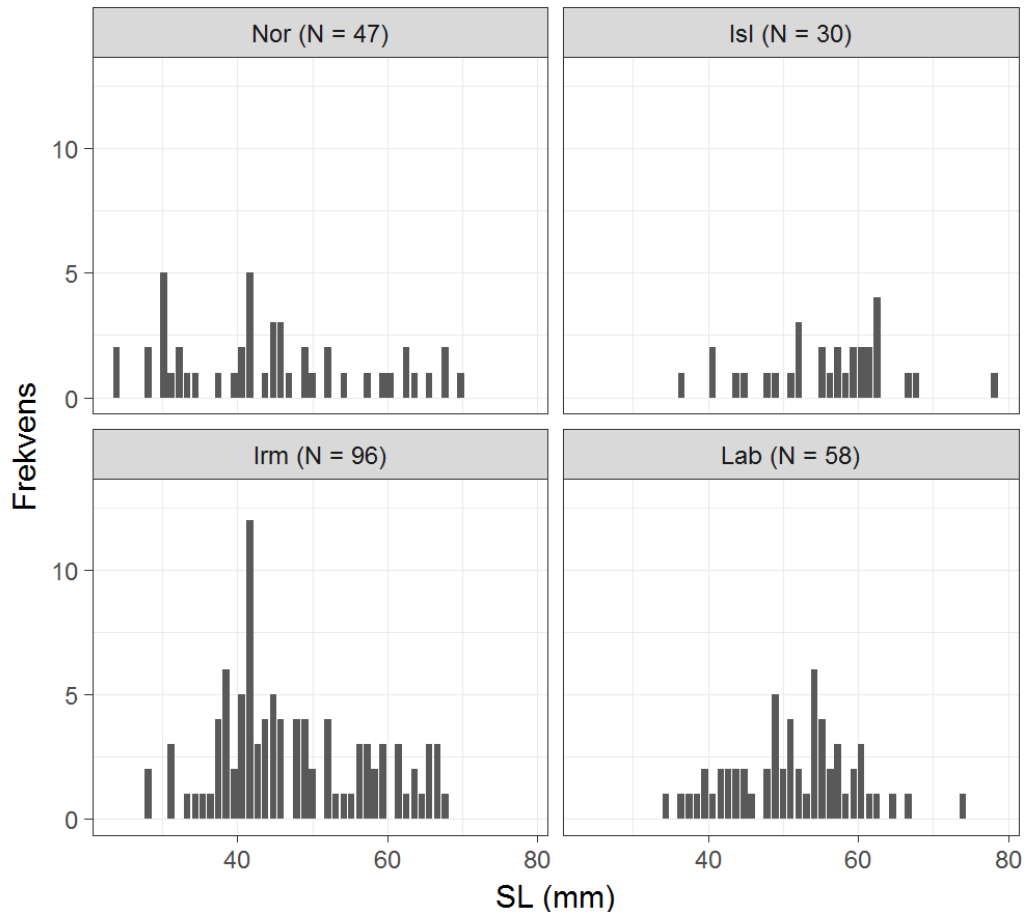 Nor (N = 47)
Isl (N = 30)
10
5
0
Irm (N = 96)
Lab (N = 58)
10
5
0
40
60
80
40
60
80
Frekvens
SL (mm)